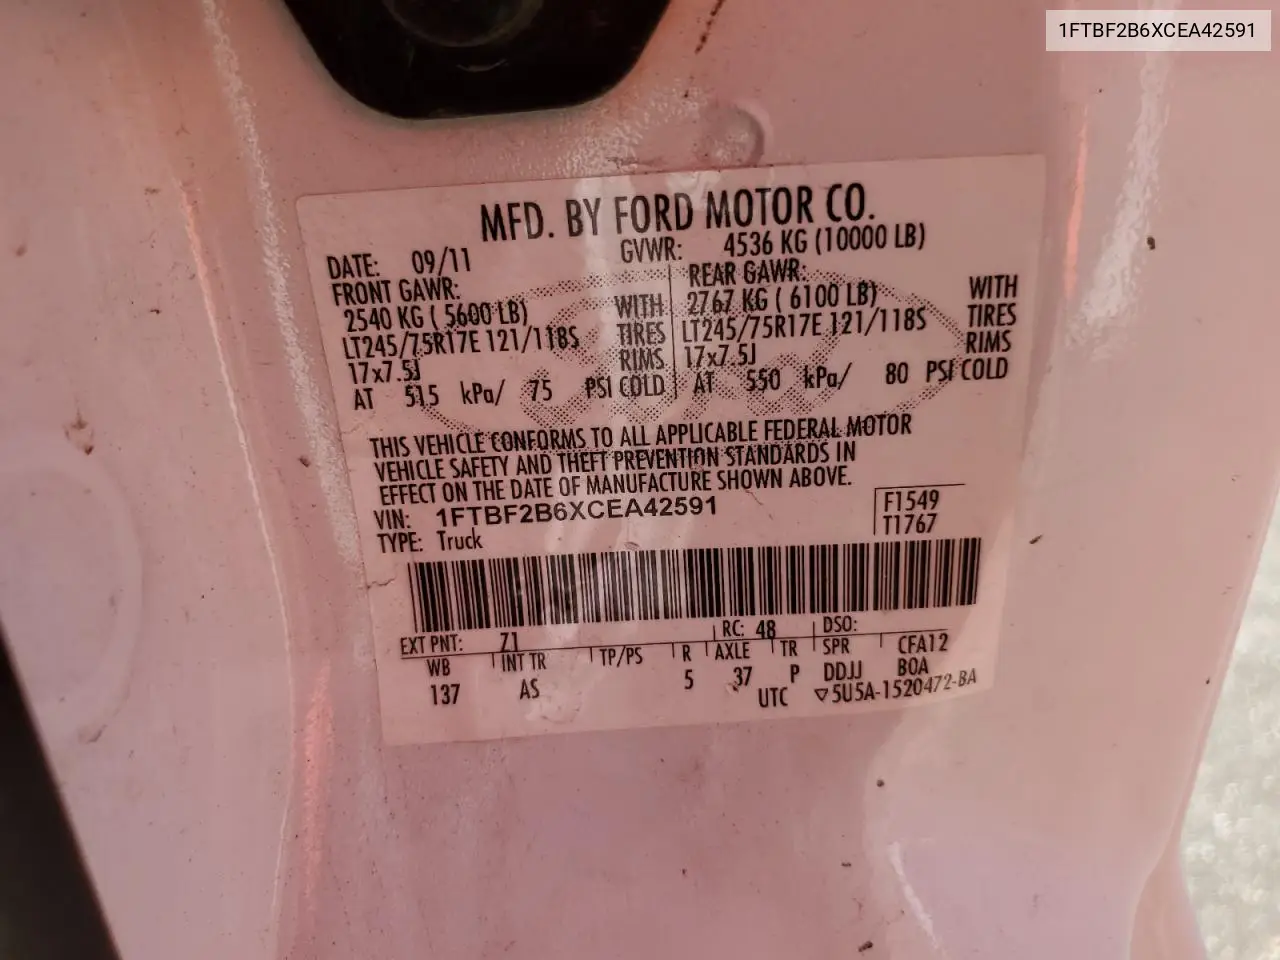 1FTBF2B6XCEA42591
MFD. BY FORD MOTOR CO.
DATE: 09/11 GVWR: 4536 KG (10000 LB)
FRONT GAWR: REAR GAWR:
2540 KG ( 5600 LB) WITH 2767 KG ( 6100 LB) WITH
LT245/75R17E 121/118S TIRES LT245/75R17E 121/118S TIRES
17x7.5J RIMS 17x7.5J RIMS
AT 515 kPa/ 75 PSI COLD AT 550 kPa/ 80 PSI COLD
THIS VEHICLE CONFORMS TO ALL APPLICABLE FEDERAL MOTOR
VEHICLE SAFETY AND THEFT PREVENTION STANDARDS IN
EFFECT ON THE DATE OF MANUFACTURE SHOWN ABOVE.
VIN: 1FTBF2B6XCEA42591 F1549
TYPE: Truck T1767
EXT PNT: Z1 RC: 48 DSO:
WB INT TR TP/PS R AXLE TR SPR CFA12
137 AS 5 37 P DDJJ BOA
UTC ▽5U5A-1520472-BA